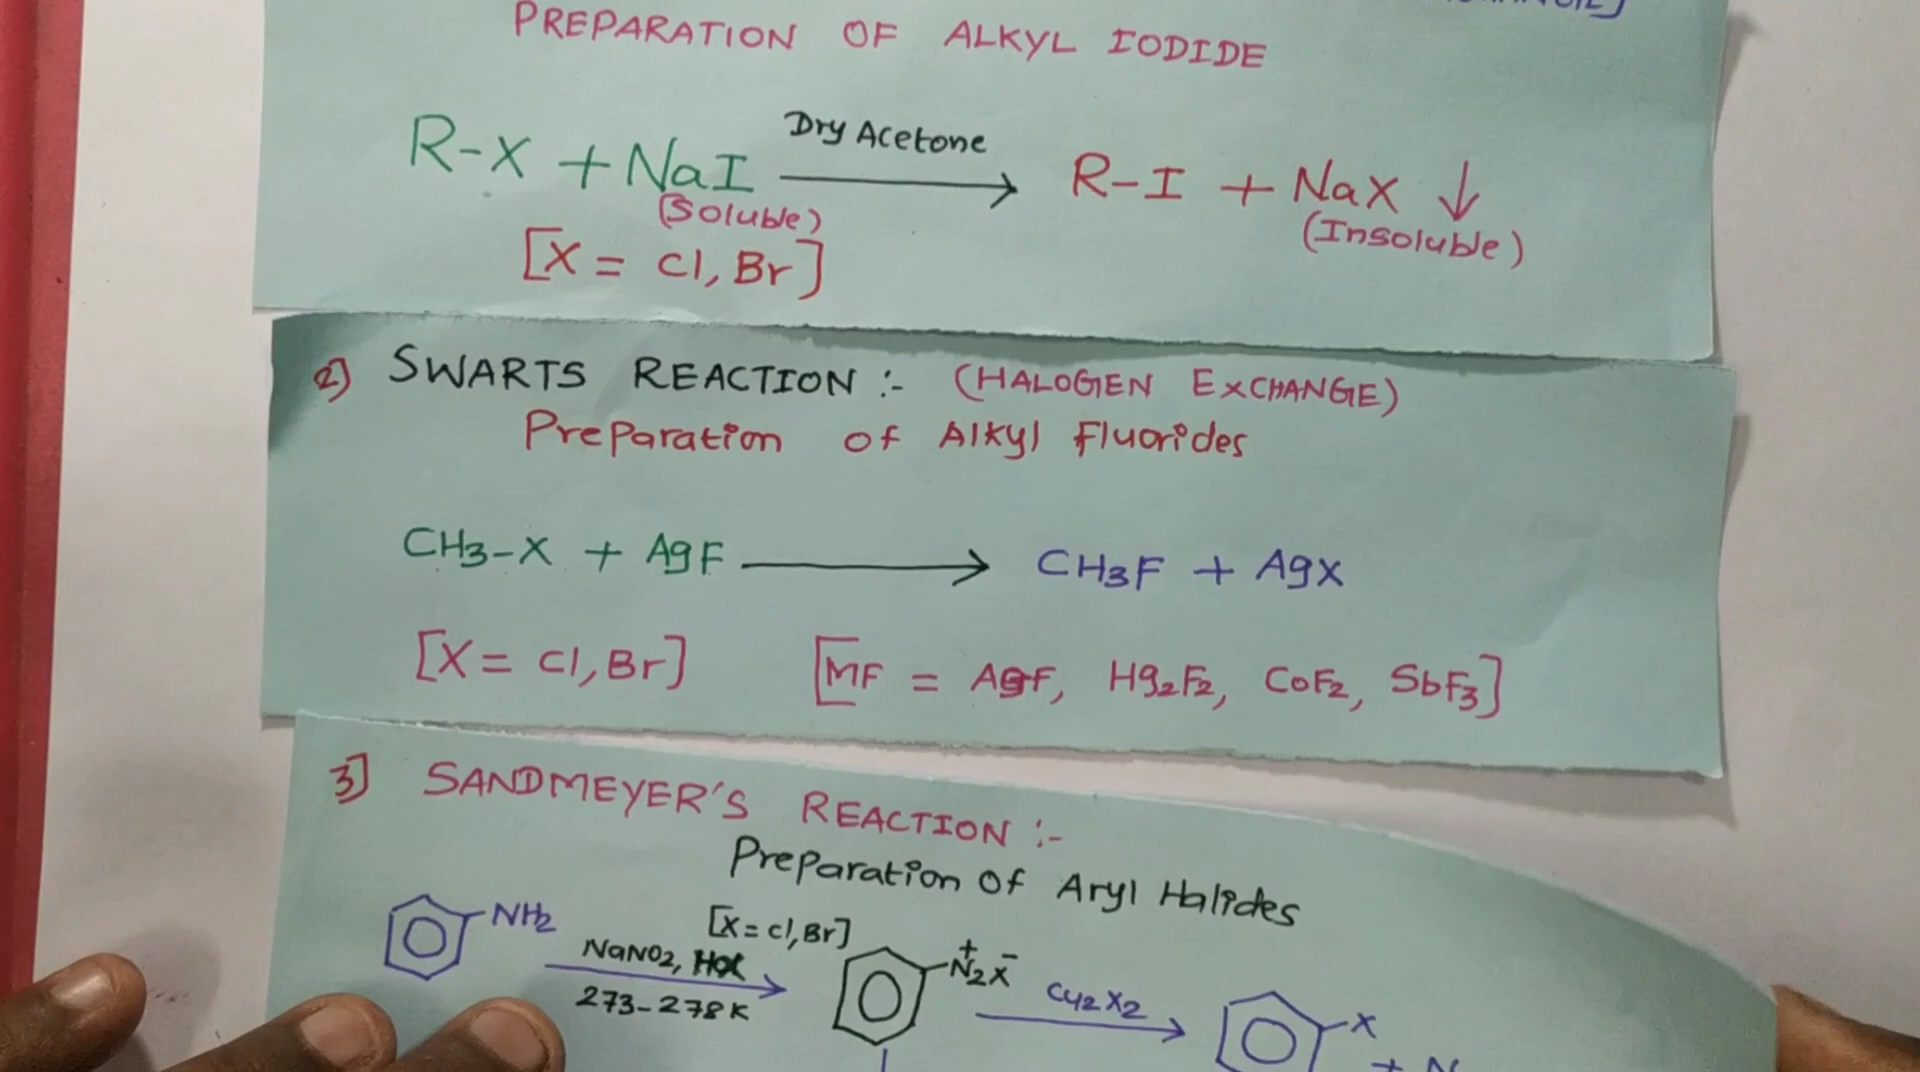 PREPARATION OF ALKYL IODIDE
Dry Acetone
R-X + NaI ⟶ R-I + NaX ↓
(Soluble) (Insoluble)
[X = Cl, Br]
2) SWARTS REACTION :- (HALOGEN EXCHANGE)
Preparation of Alkyl Fluorides
CH3-X + AgF ⟶ CH3F + AgX
[X = Cl, Br] [MF = AgF, Hg2F2, CoF2, SbF3]
3] SANDMEYER'S REACTION :-
Preparation Of Aryl Halides
NH2 [X = Cl, Br]
NaNO2, HX
273-278K
+ -
N2X
Cu2X2
X
+ N